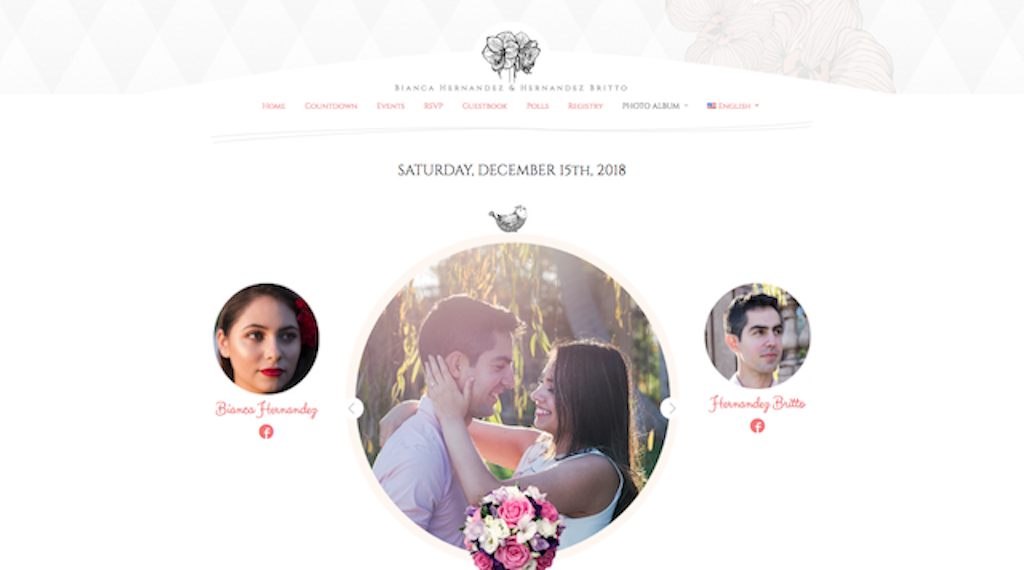 Bianca Hernandez & Hernandez Britto
Home Countdown Events RSVP Guestbook Polls Registry PHOTO ALBUM English
SATURDAY, DECEMBER 15TH, 2018
Bianca Hernandez
Hernandez Britto